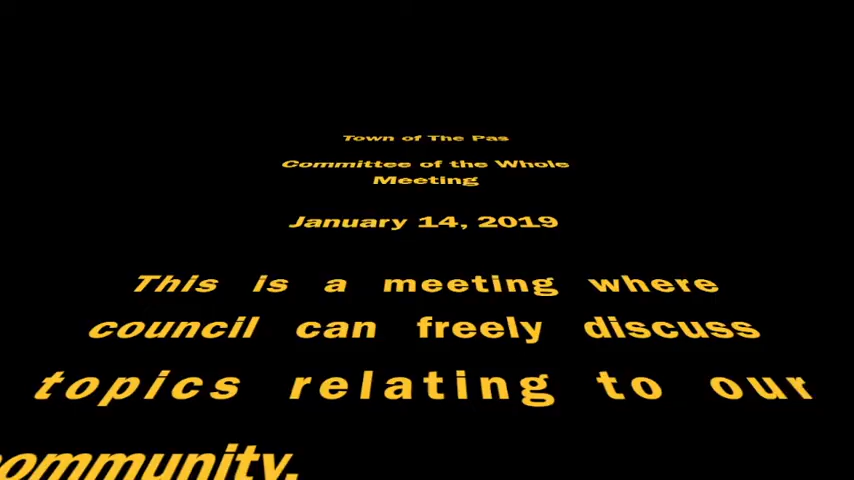 Town of The Pas
Committee of the Whole
Meeting
January 14, 2019
This is a meeting where
council can freely discuss
topics relating to our
community.